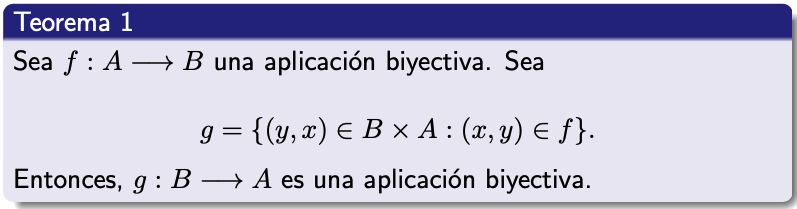 Teorema 1
Sea f : A ⟶ B una aplicación biyectiva. Sea
g = {(y, x) ∈ B × A : (x, y) ∈ f}.
Entonces, g : B ⟶ A es una aplicación biyectiva.